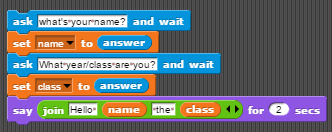 ask what's your name? and wait
set name to answer
ask What year/class are you? and wait
set class to answer
say join Hello name the class for 2 secs